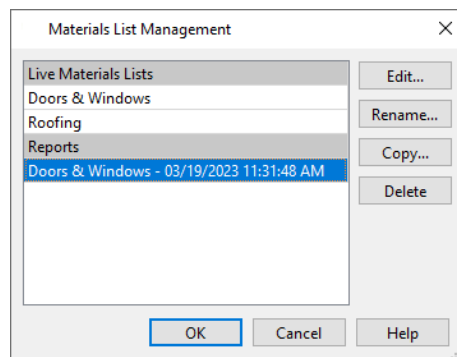 Materials List Management
Live Materials Lists
Doors & Windows
Roofing
Reports
Doors & Windows - 03/19/2023 11:31:48 AM
Edit...
Rename...
Copy...
Delete
OK
Cancel
Help